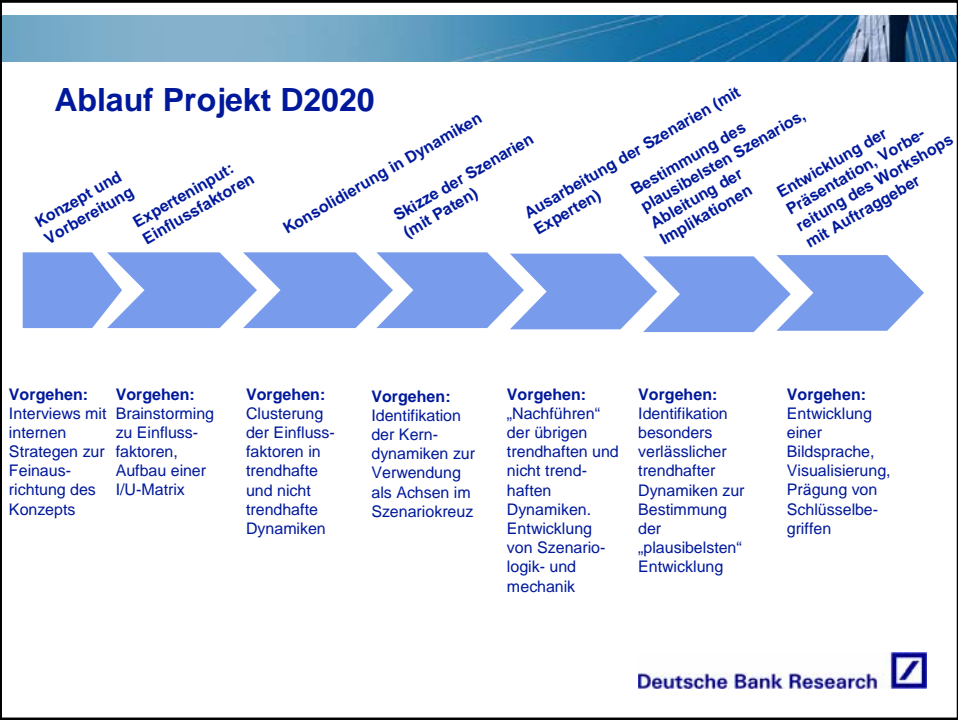 Ablauf Projekt D2020
Konzept und
Vorbereitung
Experteninput:
Einflussfaktoren
Konsolidierung in Dynamiken
Skizze der Szenarien
(mit Paten)
Ausarbeitung der Szenarien (mit
Experten)
Bestimmung des
plausibelsten Szenarios,
Ableitung der
Implikationen
Entwicklung der
Präsentation, Vorbe-
reitung des Workshops
mit Auftraggeber
Vorgehen:
Interviews mit
internen
Strategen zur
Feinaus-
richtung des
Konzepts
Vorgehen:
Brainstorming
zu Einfluss-
faktoren,
Aufbau einer
I/U-Matrix
Vorgehen:
Clusterung
der Einfluss-
faktoren in
trendhafte
und nicht
trendhafte
Dynamiken
Vorgehen:
Identifikation
der Kern-
dynamiken zur
Verwendung
als Achsen im
Szenariokreuz
Vorgehen:
„Nachführen“
der übrigen
trendhaften und
nicht trend-
haften
Dynamiken.
Entwicklung
von Szenario-
logik- und
mechanik
Vorgehen:
Identifikation
besonders
verlässlicher
trendhafter
Dynamiken zur
Bestimmung
der
„plausibelsten“
Entwicklung
Vorgehen:
Entwicklung
einer
Bildsprache,
Visualisierung,
Prägung von
Schlüsselbe-
griffen
Deutsche Bank Research